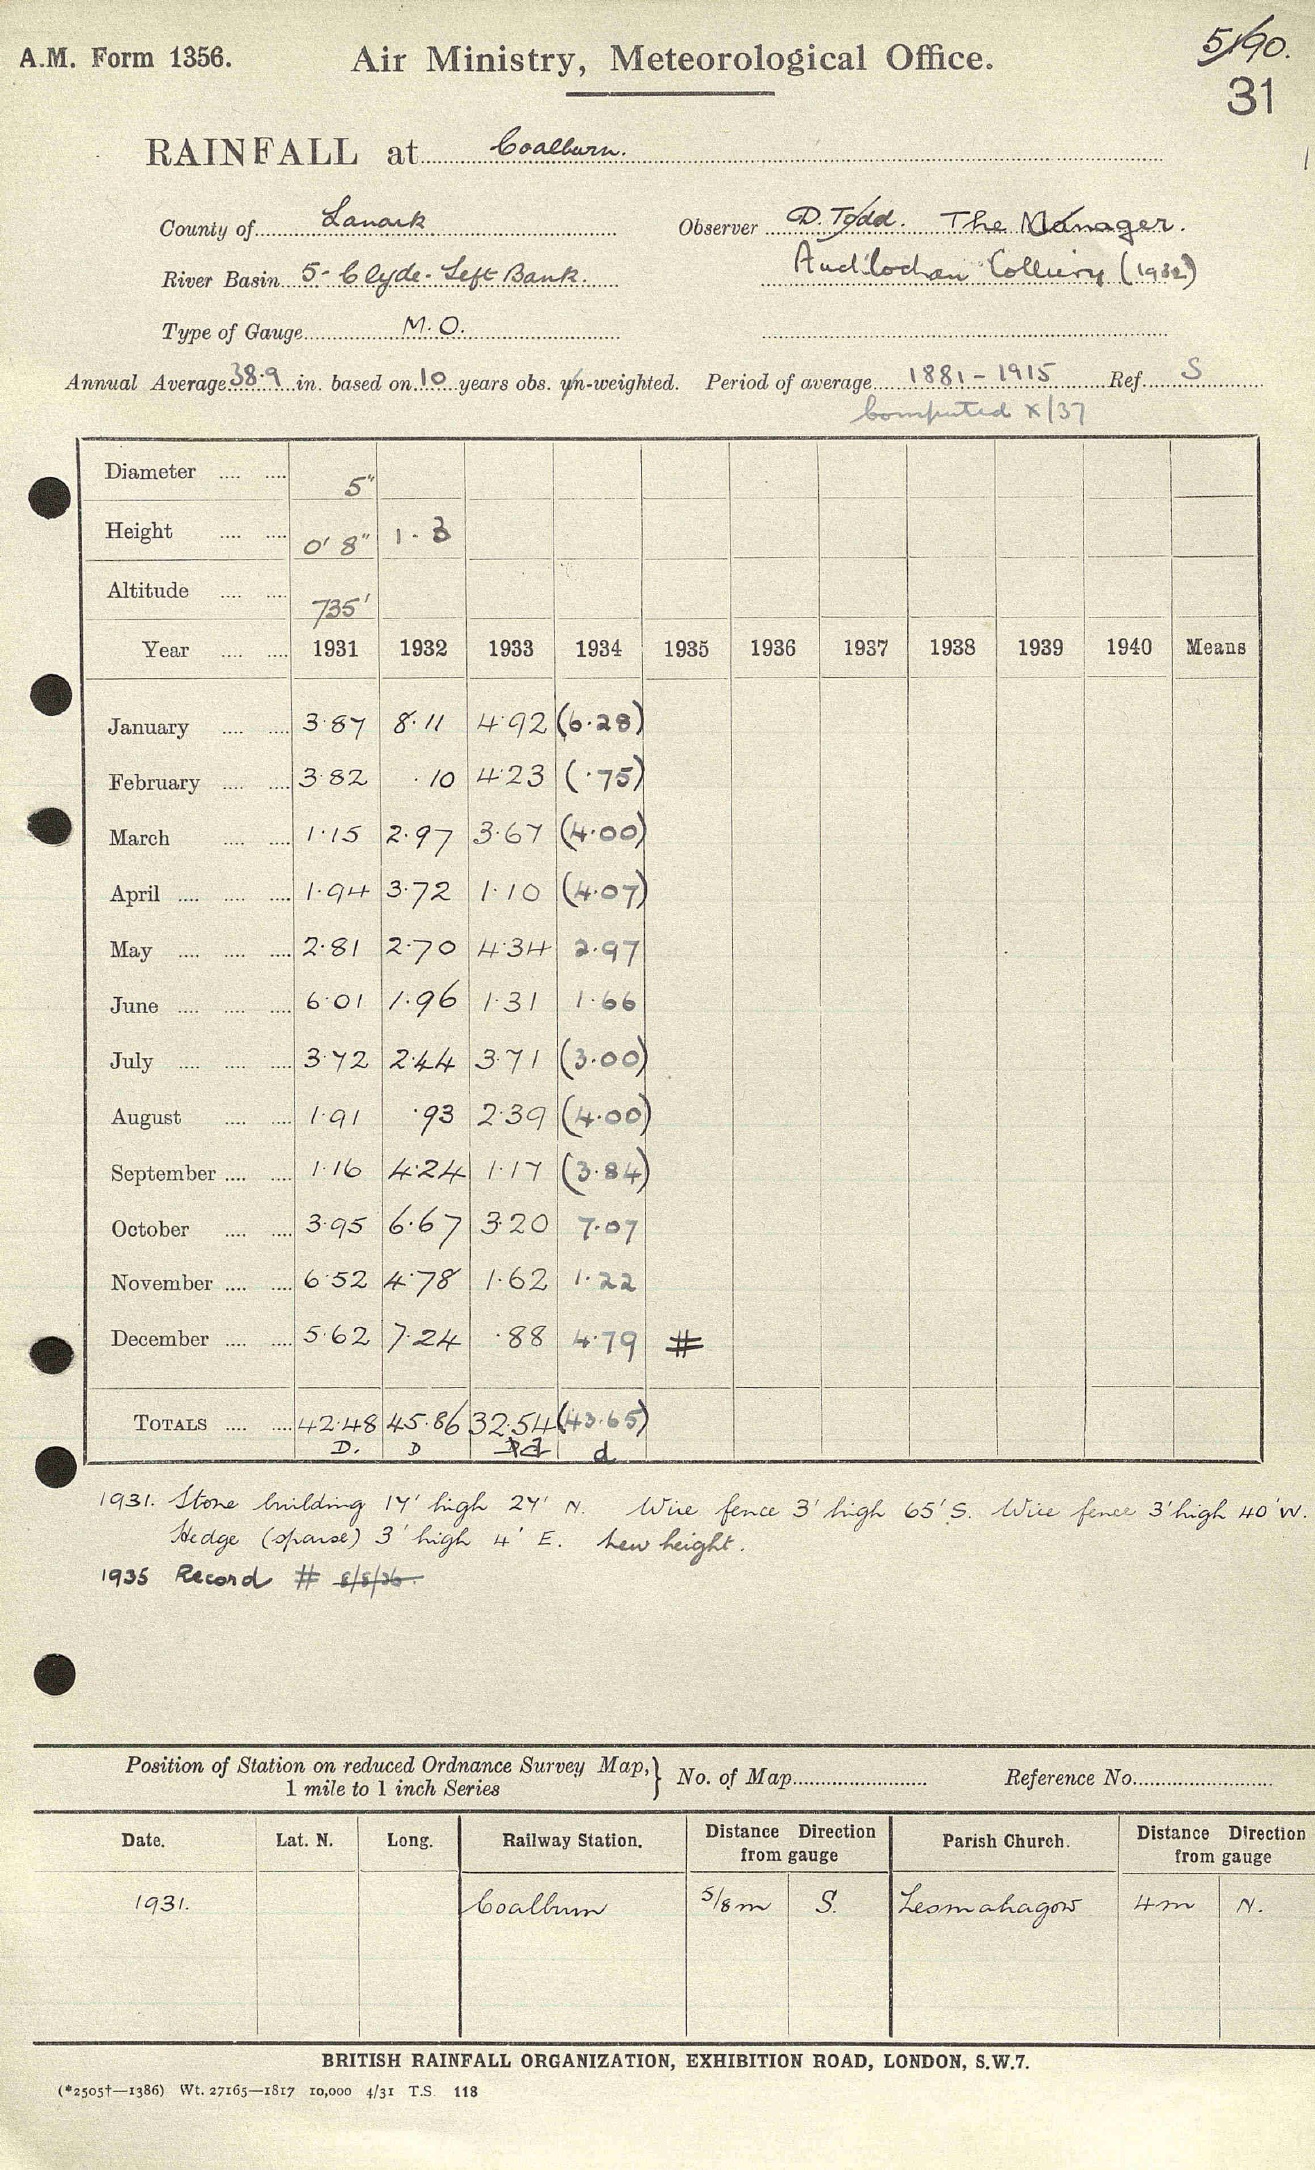 A.M. Form 1356. Air Ministry, Meteorological Office. 5/90.
31
RAINFALL at Coalburn.
County of Lanark Observer D. Todd. The Manager.
River Basin 5-Clyde-Left Bank. Auchlochan Colliery (1932)
Type of Gauge M.O.
Annual Average 38.9 in. based on 10 years obs. un-weighted. Period of average 1881-1915 Ref. S
Computed x/37
Diameter .... .... 5"
Height .... .... 0' 8" 1.3
Altitude .... .... 735'
Year .... .... 1931 1932 1933 1934 1935 1936 1937 1938 1939 1940 Means
January .... .... 3.87 8.11 4.92 (6.28)
February .... .... 3.82 .10 4.23 (.75)
March .... .... 1.15 2.97 3.67 (4.00)
April .... .... .... 1.94 3.72 1.10 (4.07)
May .... .... .... 2.81 2.70 4.34 2.97
June .... .... .... 6.01 1.96 1.31 1.66
July .... .... .... 3.72 2.44 3.71 (3.00)
August .... .... 1.91 .93 2.39 (4.00)
September .... .... 1.16 4.24 1.17 (3.84)
October .... .... 3.95 6.67 3.20 7.07
November .... .... 6.52 4.78 1.62 1.22
December .... .... 5.62 7.24 .88 4.79 #
TOTALS .... .... 42.48 45.86 32.54 (43.65)
D. D d d
1931. Stone building 17' high 27' N. Wire fence 3' high 65' S. Wire fence 3' high 40' W.
Hedge (sparse) 3' high 4' E. New height.
1935 Record # 8/8/36.
Position of Station on reduced Ordnance Survey Map, } No. of Map Reference No.
1 mile to 1 inch Series
Date. Lat. N. Long. Railway Station. Distance Direction from gauge Parish Church. Distance Direction from gauge
1931. Coalburn 5/8 m S. Lesmahagow 4m N.
BRITISH RAINFALL ORGANIZATION, EXHIBITION ROAD, LONDON, S.W.7.
(*2505†—1386) Wt. 27165—1817 10,000 4/31 T.S. 118